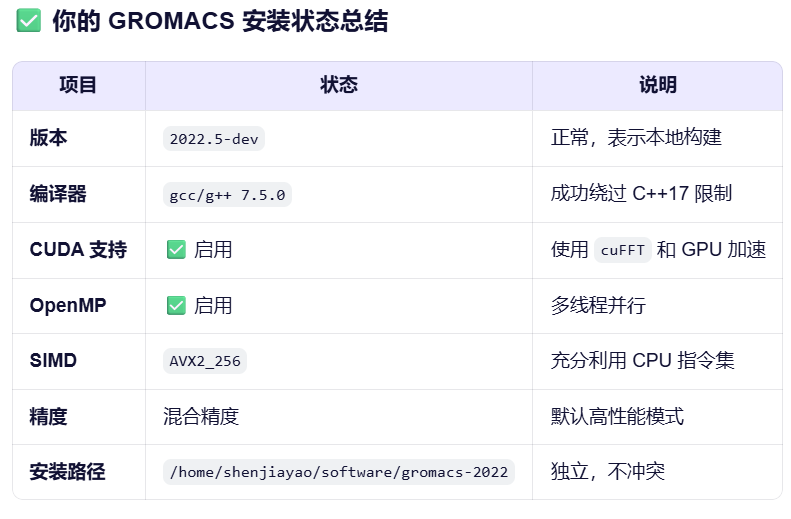 ✅ 你的 GROMACS 安装状态总结
项目 状态 说明
版本 2022.5-dev 正常，表示本地构建
编译器 gcc/g++ 7.5.0 成功绕过 C++17 限制
CUDA 支持 ✅ 启用 使用 cuFFT 和 GPU 加速
OpenMP ✅ 启用 多线程并行
SIMD AVX2_256 充分利用 CPU 指令集
精度 混合精度 默认高性能模式
安装路径 /home/shenjiayao/software/gromacs-2022 独立，不冲突